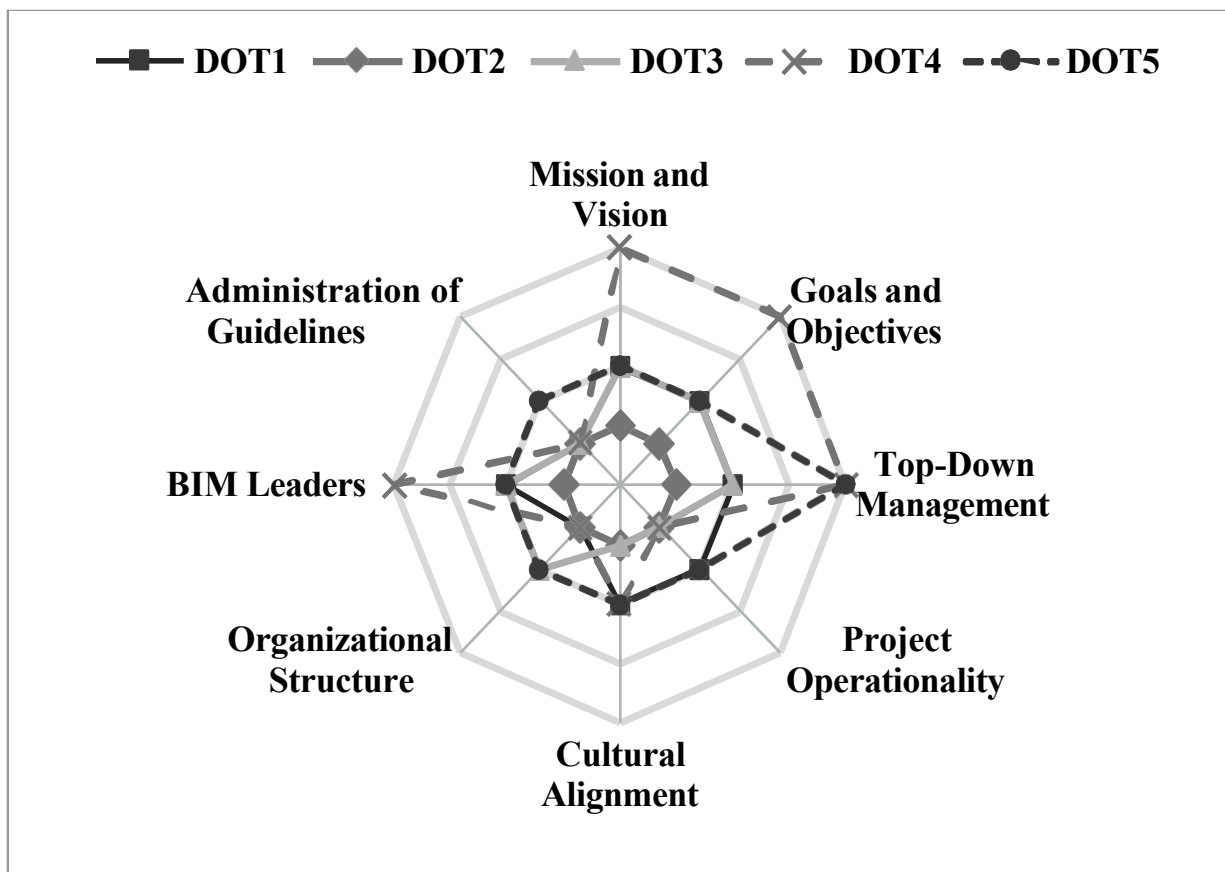 DOT1 DOT2 DOT3 DOT4 DOT5
Mission and
Vision
Goals and
Objectives
Top-Down
Management
Project
Operationality
Cultural
Alignment
Organizational
Structure
BIM Leaders
Administration of
Guidelines